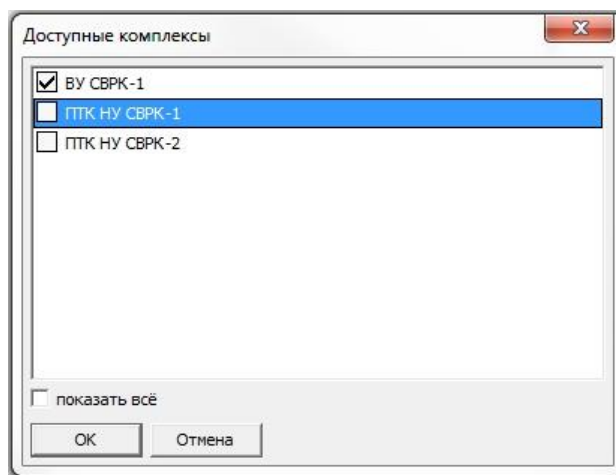 Доступные комплексы
ВУ СВРК-1
ПТК НУ СВРК-1
ПТК НУ СВРК-2
показать всё
ОК
Отмена